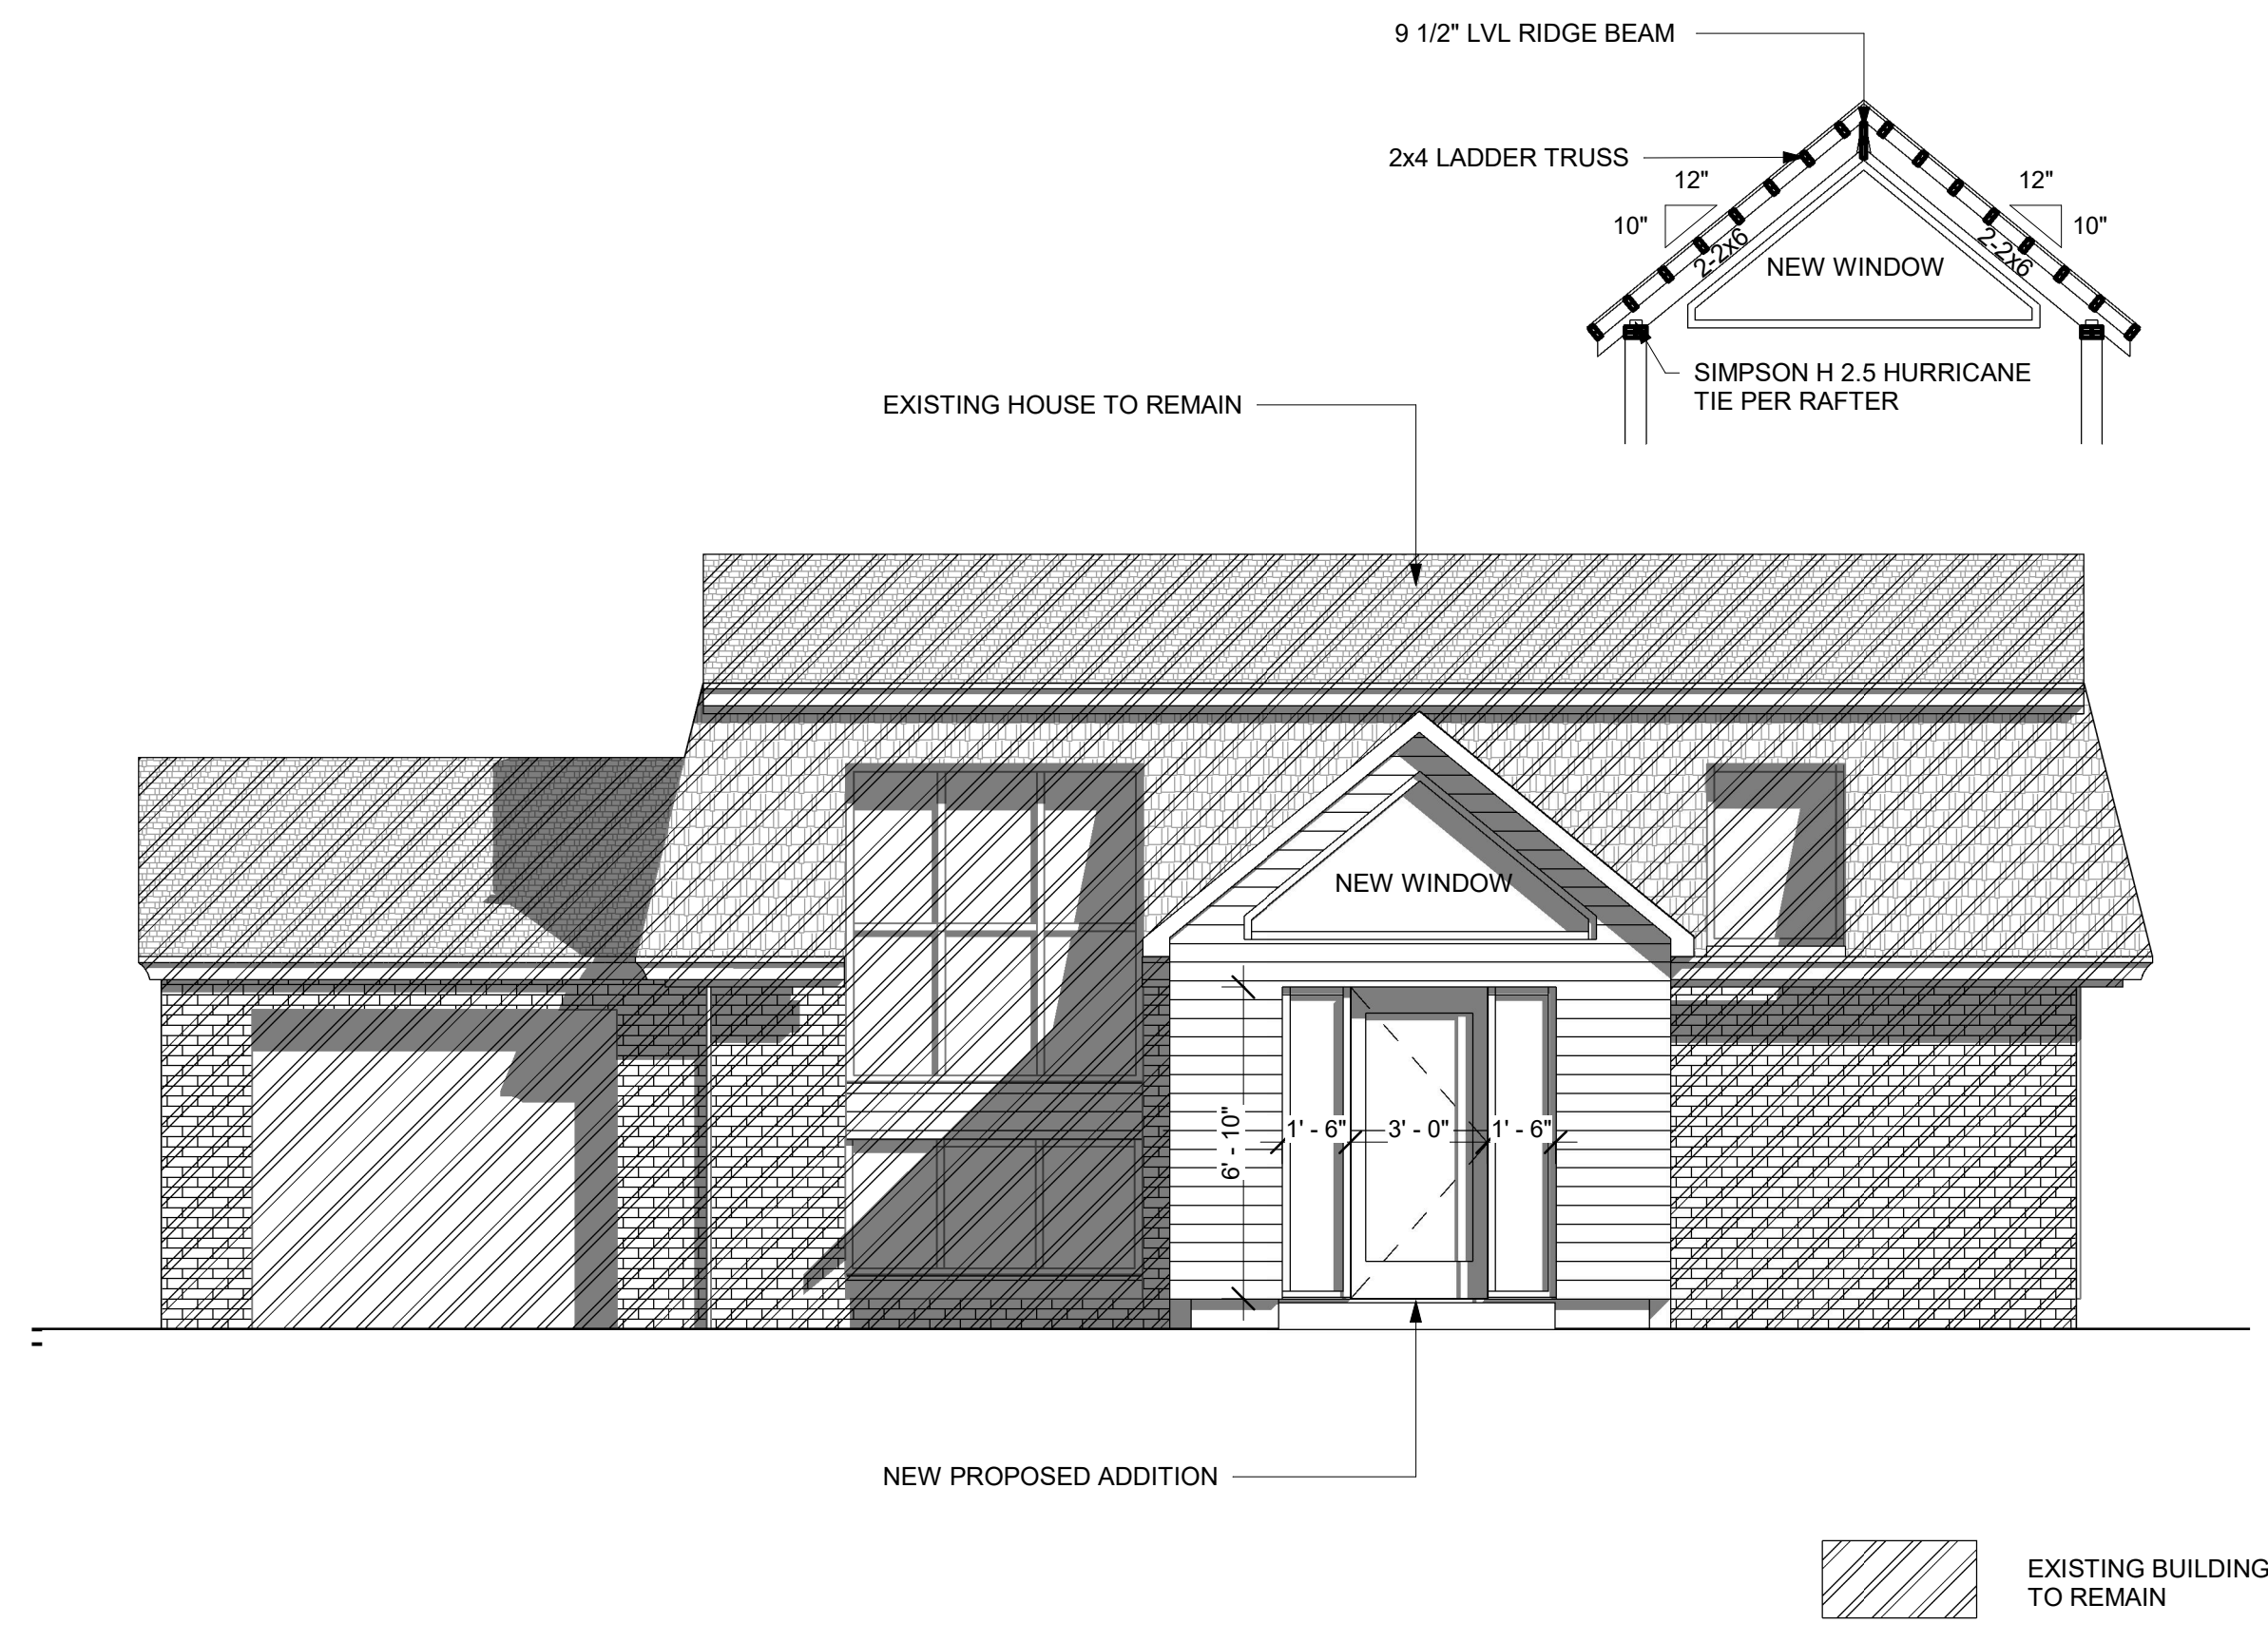 9 1/2" LVL RIDGE BEAM
2x4 LADDER TRUSS
12"
12"
10"
10"
2-2x6
2-2x6
NEW WINDOW
SIMPSON H 2.5 HURRICANE
TIE PER RAFTER
EXISTING HOUSE TO REMAIN
NEW WINDOW
6' - 10"
1' - 6"
3' - 0"
1' - 6"
NEW PROPOSED ADDITION
EXISTING BUILDING
TO REMAIN